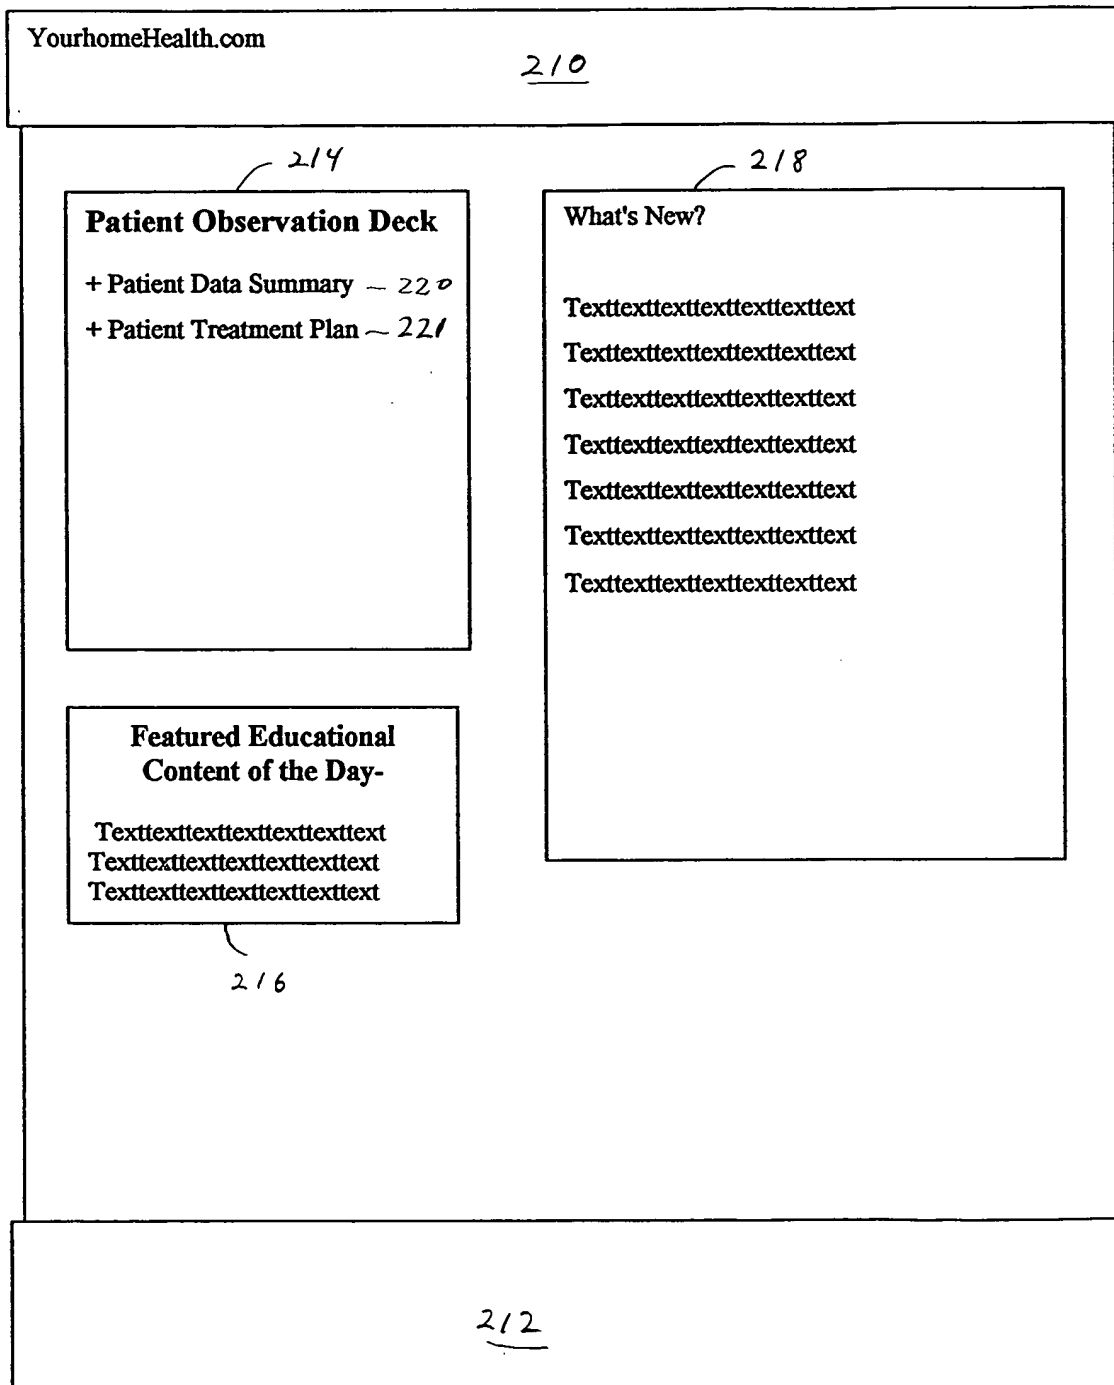 YourhomeHealth.com
210
214
Patient Observation Deck
+ Patient Data Summary ~ 220
+ Patient Treatment Plan ~ 221
218
What's New?
Texttexttexttexttexttexttext
Texttexttexttexttexttexttext
Texttexttexttexttexttexttext
Texttexttexttexttexttexttext
Texttexttexttexttexttexttext
Texttexttexttexttexttexttext
Texttexttexttexttexttexttext
Featured Educational
Content of the Day-
Texttexttexttexttexttexttext
Texttexttexttexttexttexttext
Texttexttexttexttexttexttext
216
212